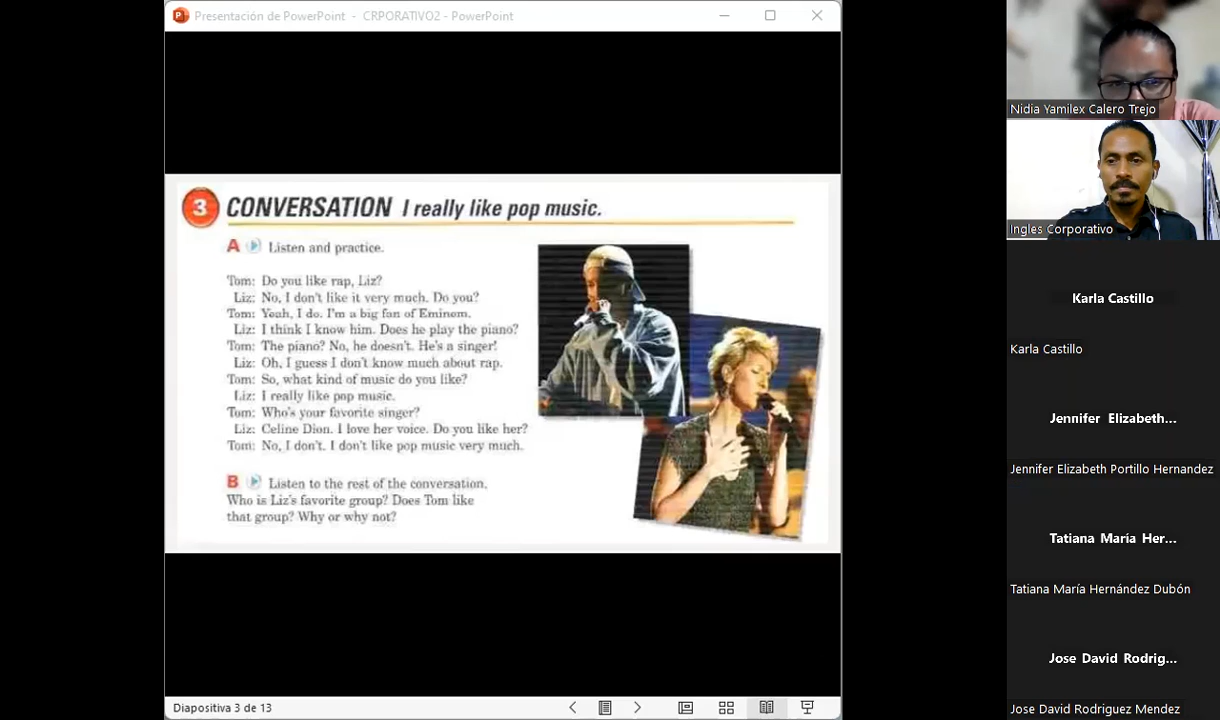 Presentación de PowerPoint - CRPORATIVO2 - PowerPoint
3 CONVERSATION I really like pop music.
A Listen and practice.
Tom: Do you like rap, Liz?
Liz: No, I don't like it very much. Do you?
Tom: Yeah, I do. I'm a big fan of Eminem.
Liz: I think I know him. Does he play the piano?
Tom: The piano? No, he doesn't. He's a singer!
Liz: Oh, I guess I don't know much about rap.
Tom: So, what kind of music do you like?
Liz: I really like pop music.
Tom: Who's your favorite singer?
Liz: Celine Dion. I love her voice. Do you like her?
Tom: No, I don't. I don't like pop music very much.
B Listen to the rest of the conversation.
Who is Liz's favorite group? Does Tom like
that group? Why or why not?
Diapositiva 3 de 13
Nidia Yamilex Calero Trejo
Ingles Corporativo
Karla Castillo
Karla Castillo
Jennifer Elizabeth...
Jennifer Elizabeth Portillo Hernandez
Tatiana María Her...
Tatiana María Hernández Dubón
Jose David Rodrig...
Jose David Rodriguez Mendez